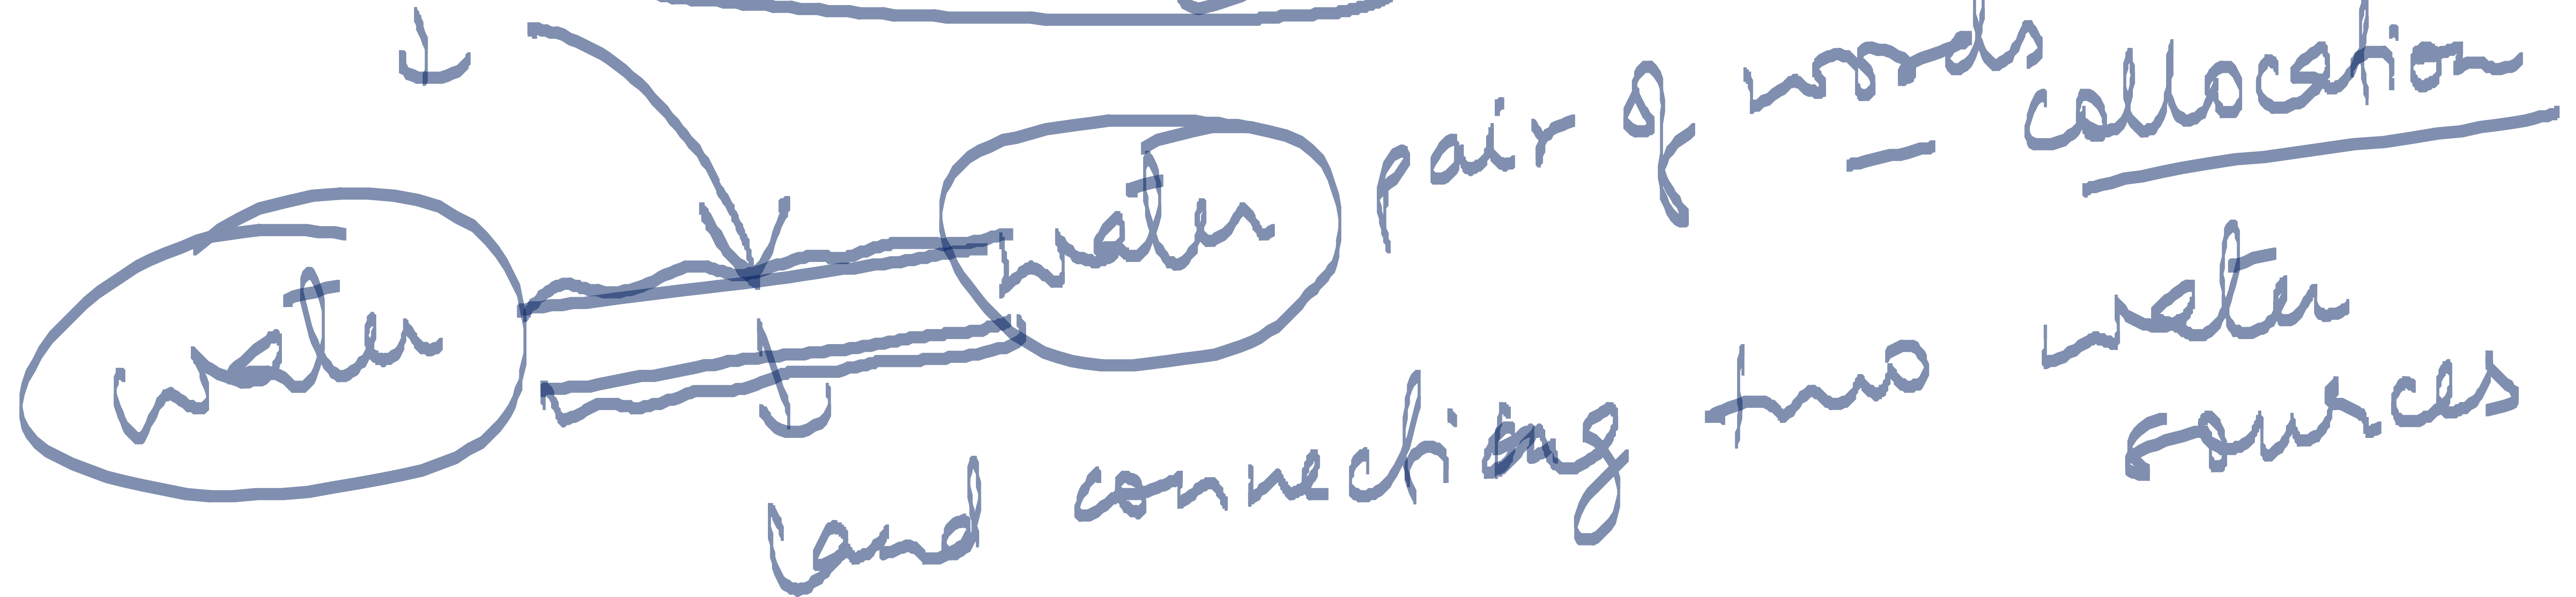 pair of words
- collocation
water
water
land connecting two water
sources